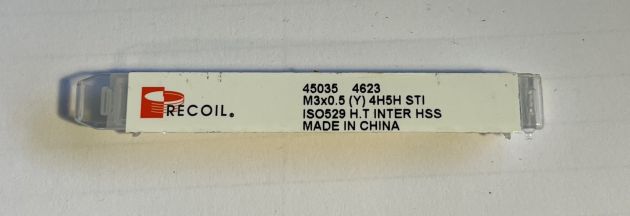 RECOIL®
45035 4623
M3x0.5 (Y) 4H5H STI
ISO529 H.T INTER HSS
MADE IN CHINA